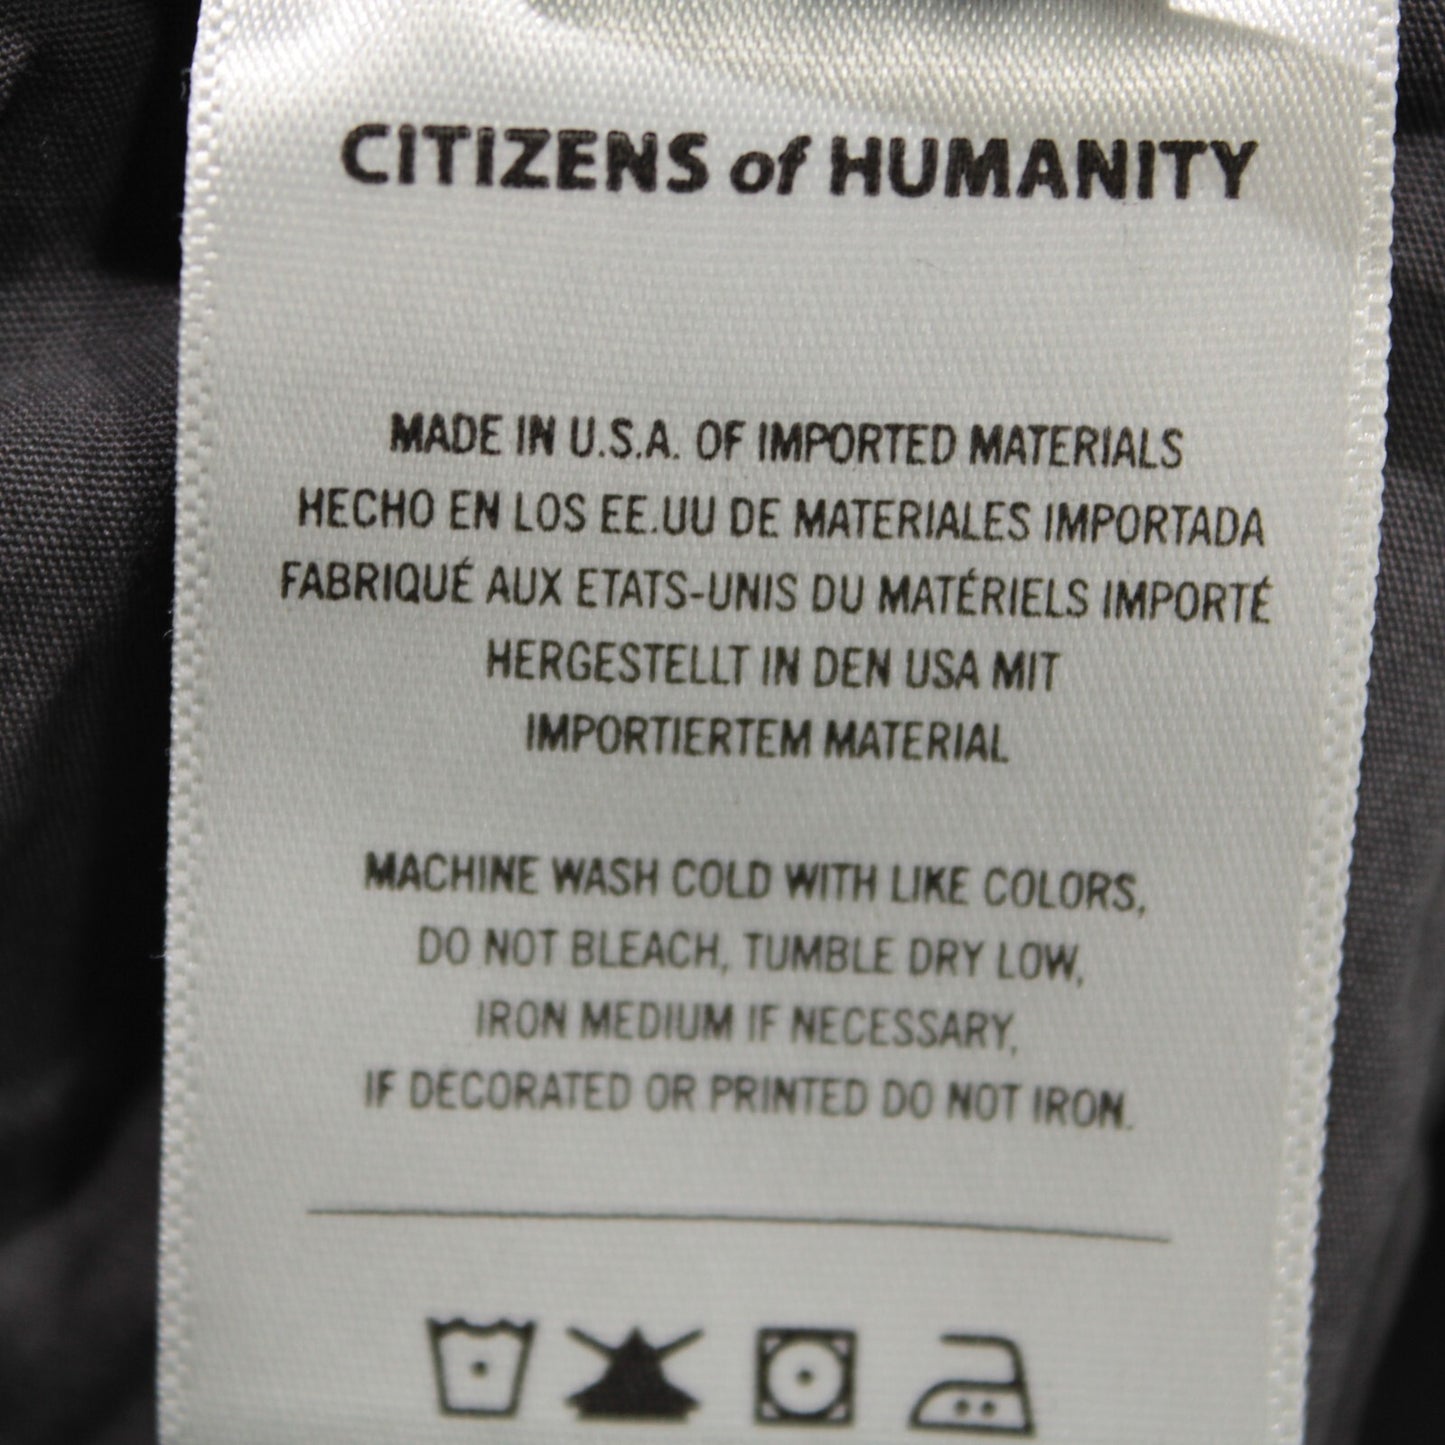 CITIZENS of HUMANITY
MADE IN U.S.A. OF IMPORTED MATERIALS
HECHO EN LOS EE.UU DE MATERIALES IMPORTADA
FABRIQUÉ AUX ETATS-UNIS DU MATÉRIELS IMPORTÉ
HERGESTELLT IN DEN USA MIT
IMPORTIERTEM MATERIAL
MACHINE WASH COLD WITH LIKE COLORS,
DO NOT BLEACH, TUMBLE DRY LOW,
IRON MEDIUM IF NECESSARY,
IF DECORATED OR PRINTED DO NOT IRON.